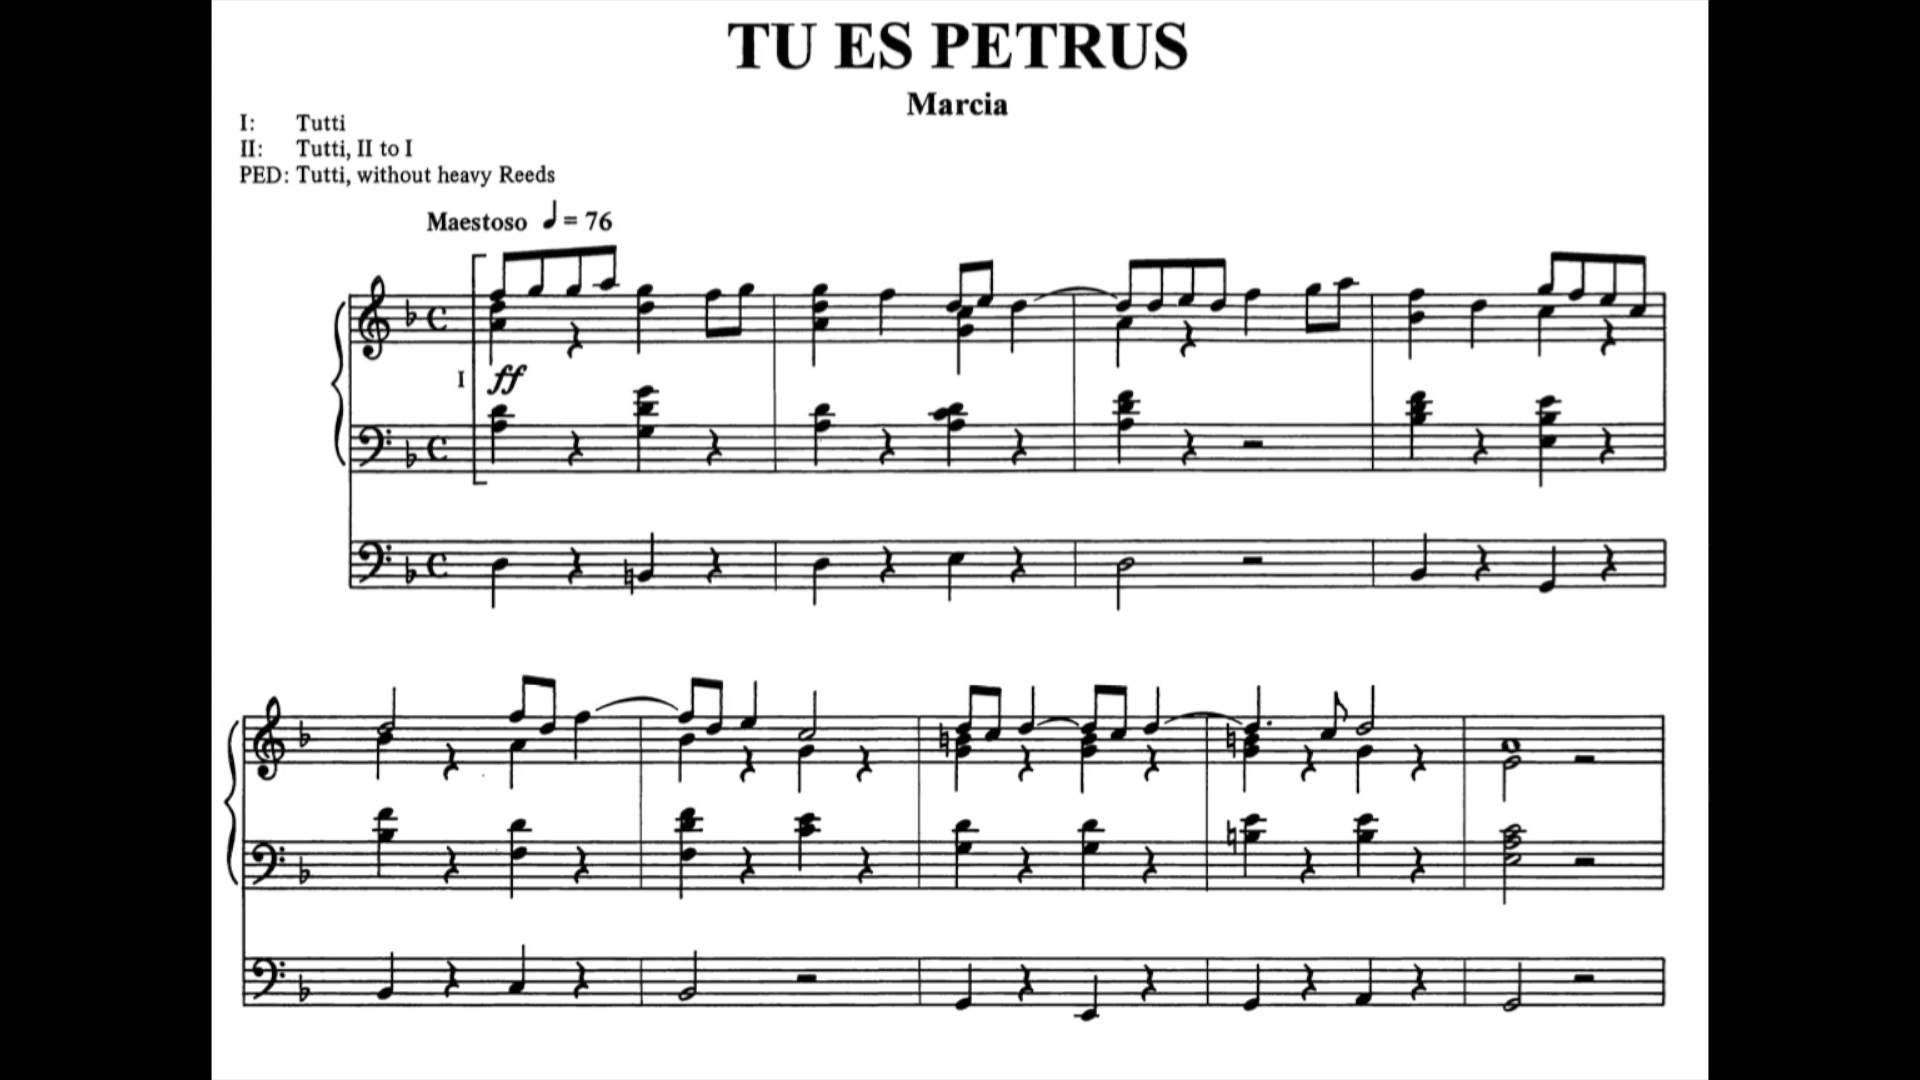 TU ES PETRUS
Marcia
I: Tutti
II: Tutti, II to I
PED: Tutti, without heavy Reeds
Maestoso ♩ = 76
I ff